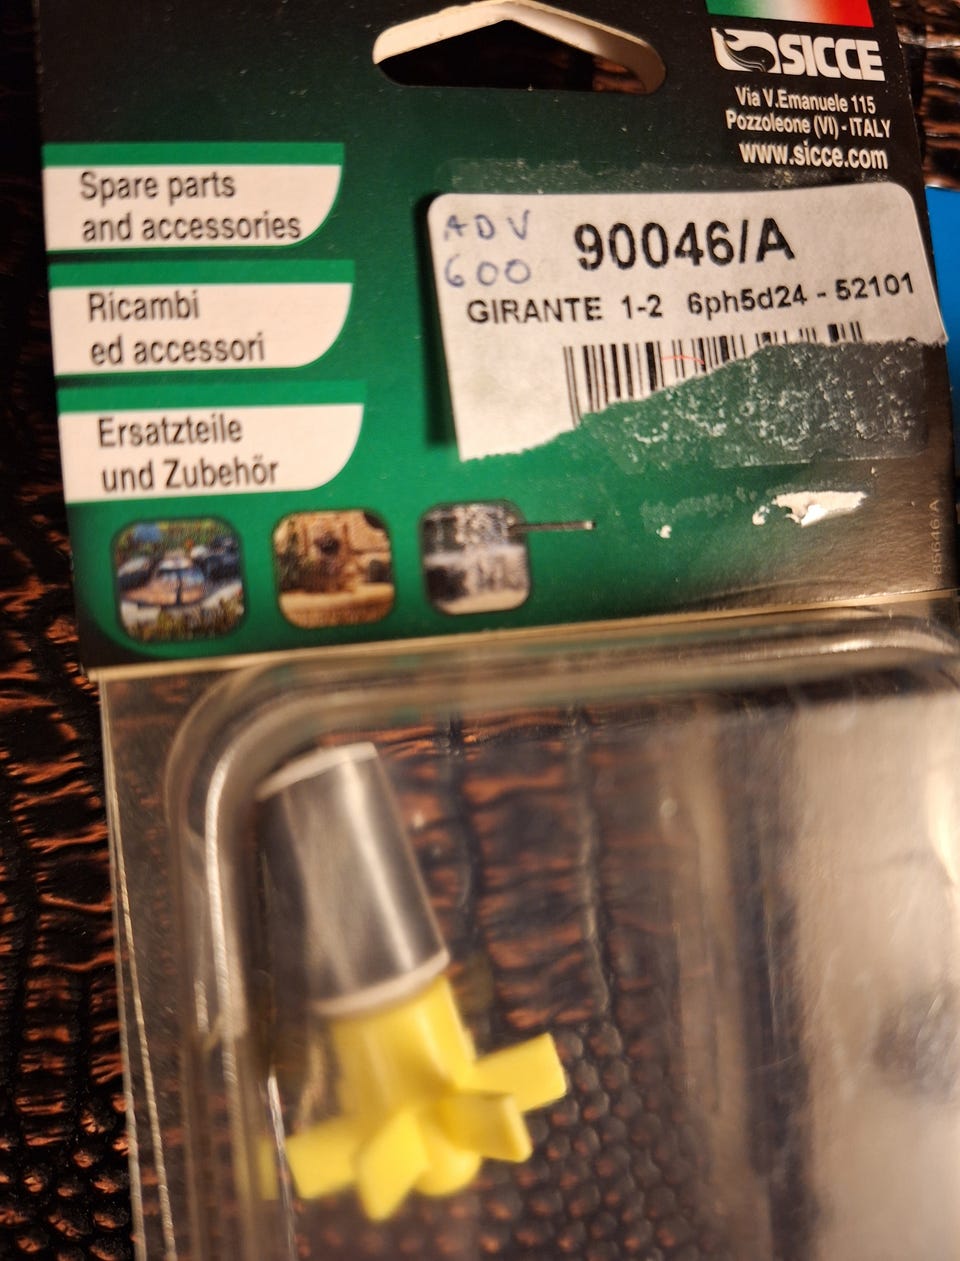 SICCE
Via V.Emanuele 115
Pozzoleone (VI) - ITALY
www.sicce.com
Spare parts
and accessories
Ricambi
ed accessori
Ersatzteile
und Zubehör
ADV
600
90046/A
GIRANTE 1-2 6ph5d24 - 52101
85646A